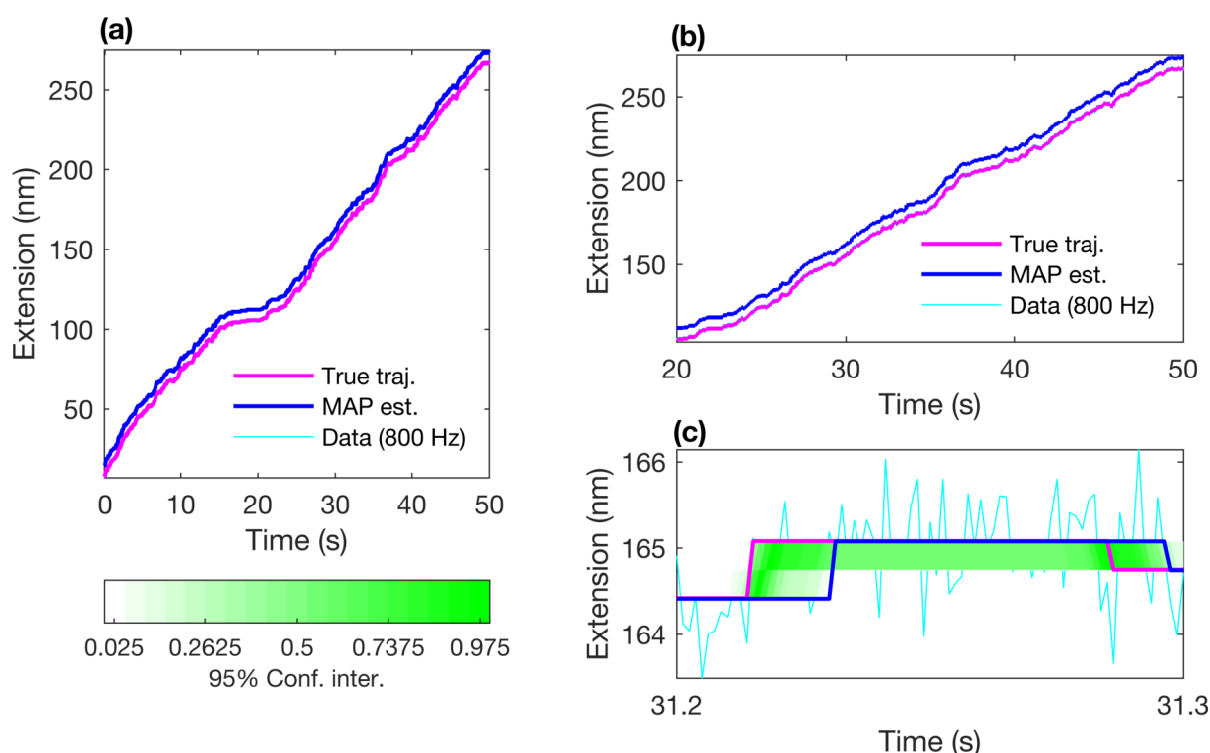 (a)
250
200
150
100
50
Extension (nm)
True traj.
MAP est.
Data (800 Hz)
0 10 20 30 40 50
Time (s)
0.025 0.2625 0.5 0.7375 0.975
95% Conf. inter.
(b)
250
200
150
Extension (nm)
True traj.
MAP est.
Data (800 Hz)
20 30 40 50
Time (s)
(c)
166
165
164
Extension (nm)
31.2 31.3
Time (s)